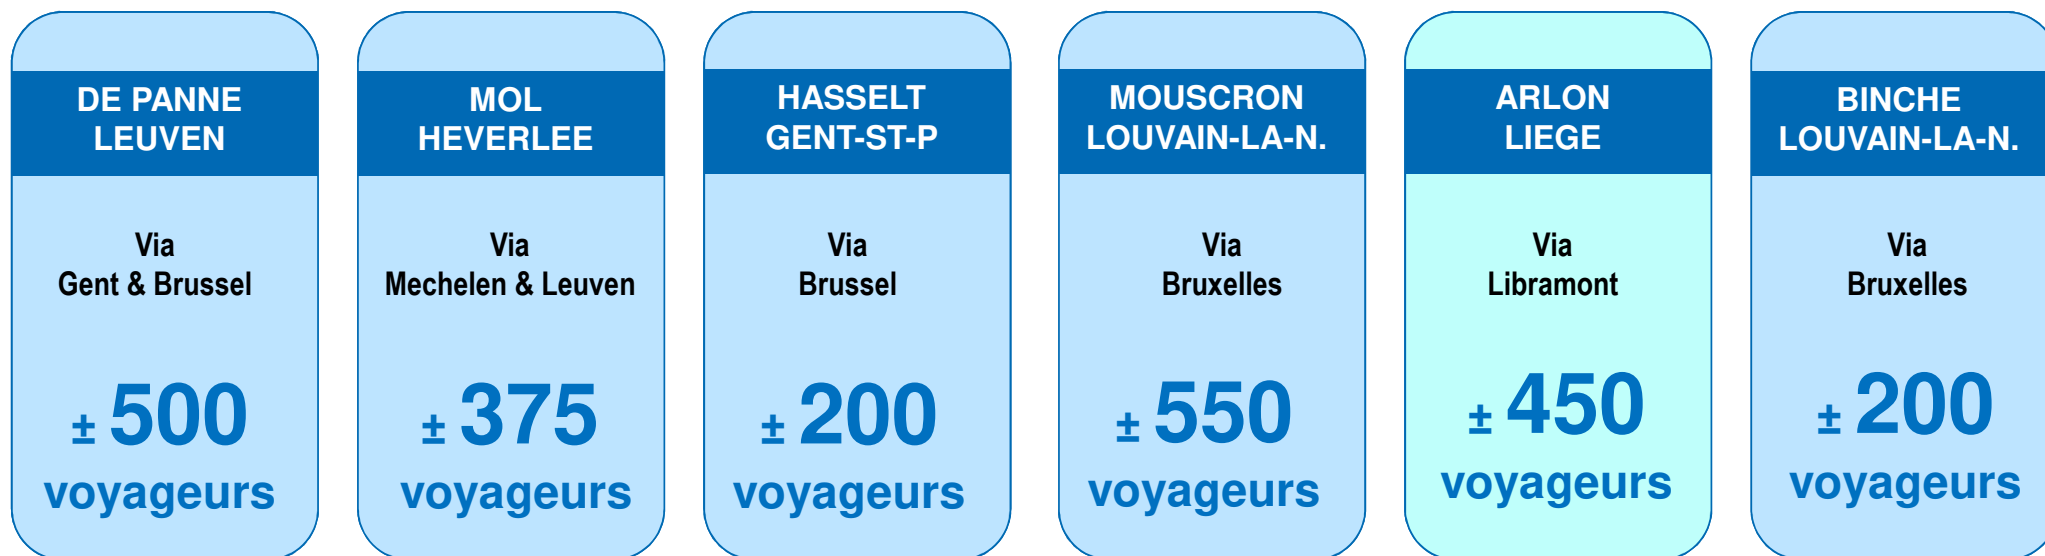 DE PANNE
LEUVEN
Via
Gent & Brussel
± 500
voyageurs
MOL
HEVERLEE
Via
Mechelen & Leuven
± 375
voyageurs
HASSELT
GENT-ST-P
Via
Brussel
± 200
voyageurs
MOUSCRON
LOUVAIN-LA-N.
Via
Bruxelles
± 550
voyageurs
ARLON
LIEGE
Via
Libramont
± 450
voyageurs
BINCHE
LOUVAIN-LA-N.
Via
Bruxelles
± 200
voyageurs